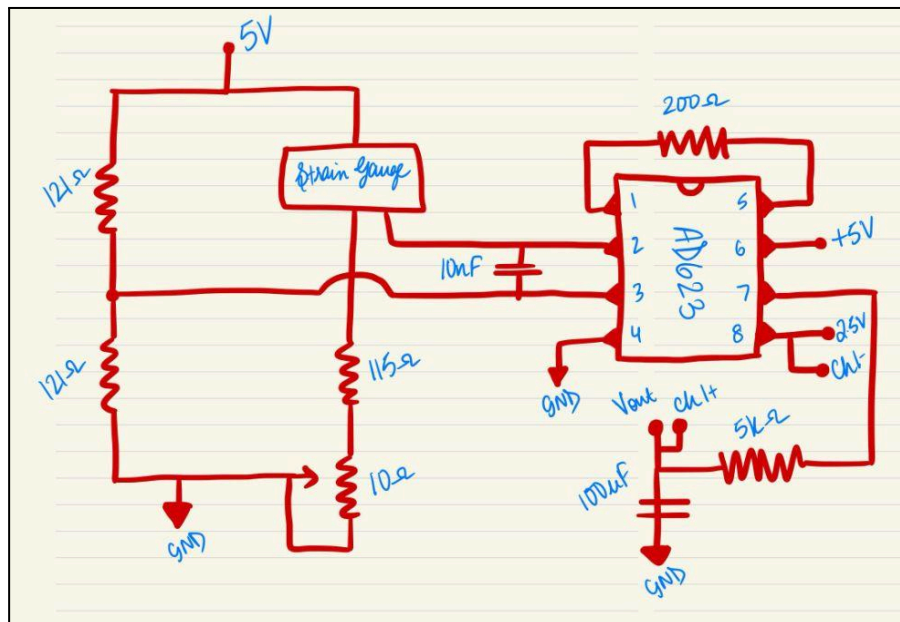 5V
121Ω
Strain Gauge
200Ω
1
5
2
6
+5V
10nF
AD623
3
7
4
8
2.5V
Ch1-
GND
121Ω
115Ω
10Ω
GND
Vout
Ch1+
5KΩ
100nF
GND